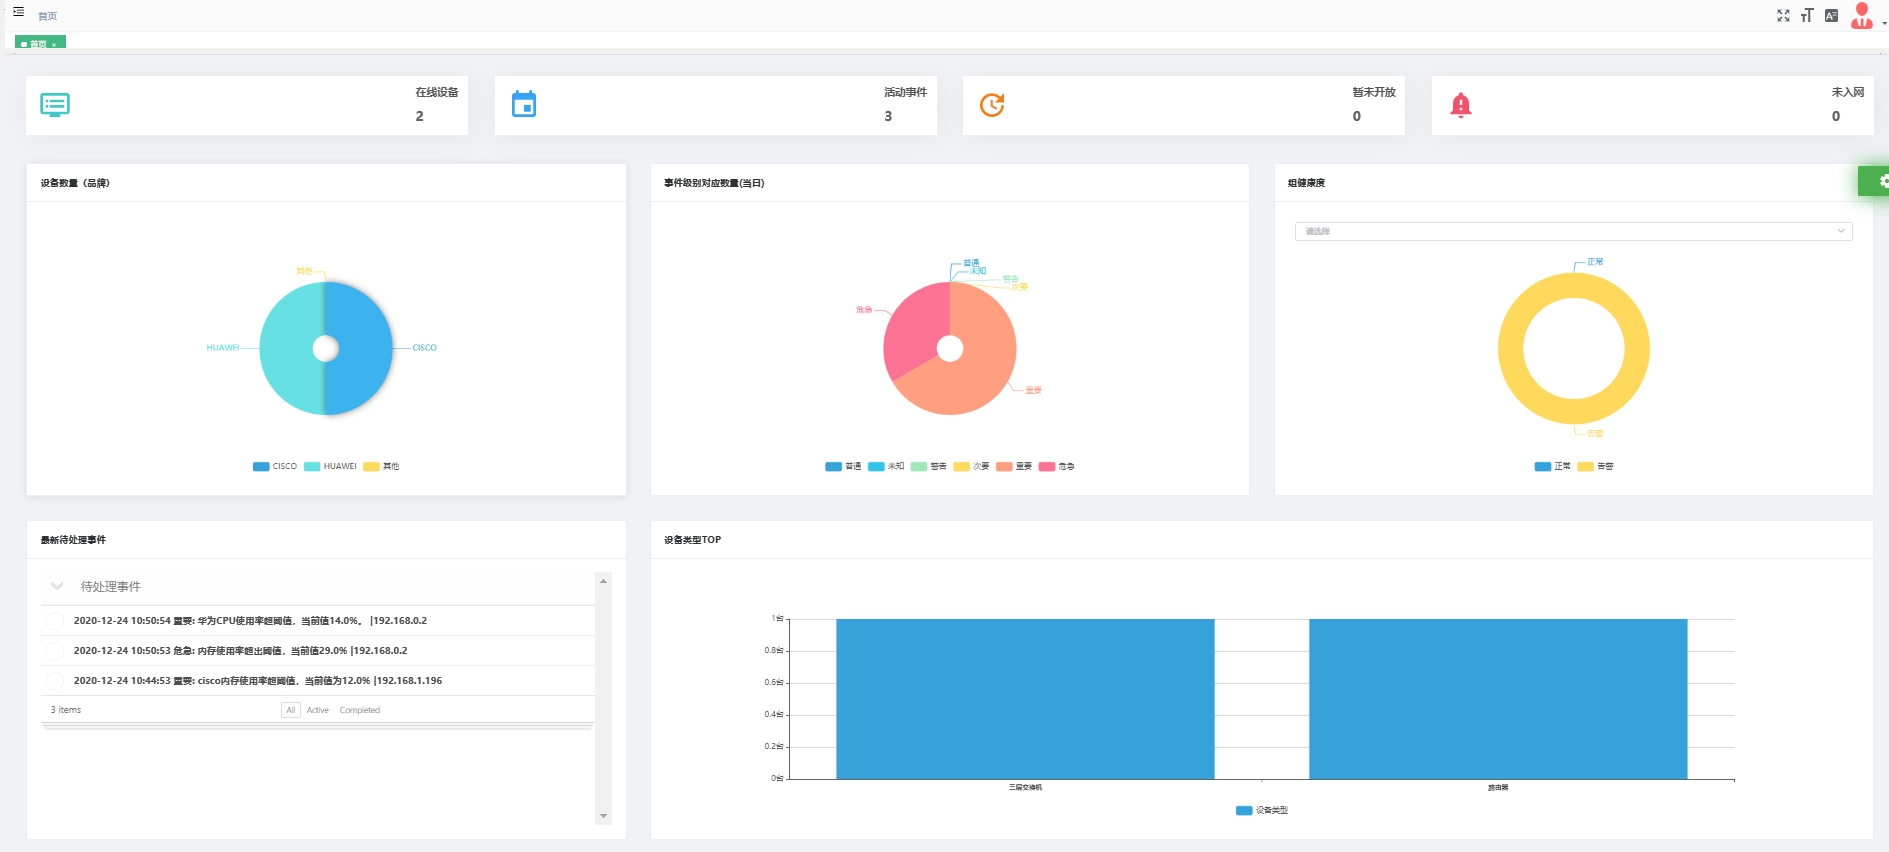 首页
首页 ×
在线设备
2
活动事件
3
暂未开放
0
未入网
0
设备数量（品牌）
其他
HUAWEI
CISCO
CISCO HUAWEI 其他
事件级别对应数量(当日)
普通
未知
警告
次要
危急
重要
普通 未知 警告 次要 重要 危急
组健康度
请选择
正常
告警
正常 告警
最新待处理事件
待处理事件
2020-12-24 10:50:54 重要: 华为CPU使用率超阈值，当前值14.0%。 |192.168.0.2
2020-12-24 10:50:53 危急: 内存使用率超出阈值，当前值29.0% |192.168.0.2
2020-12-24 10:44:53 重要: cisco内存使用率超阈值，当前值为12.0% |192.168.1.196
3 items All Active Completed
设备类型TOP
1台
0.8台
0.6台
0.4台
0.2台
0台
三层交换机 路由器
设备类型